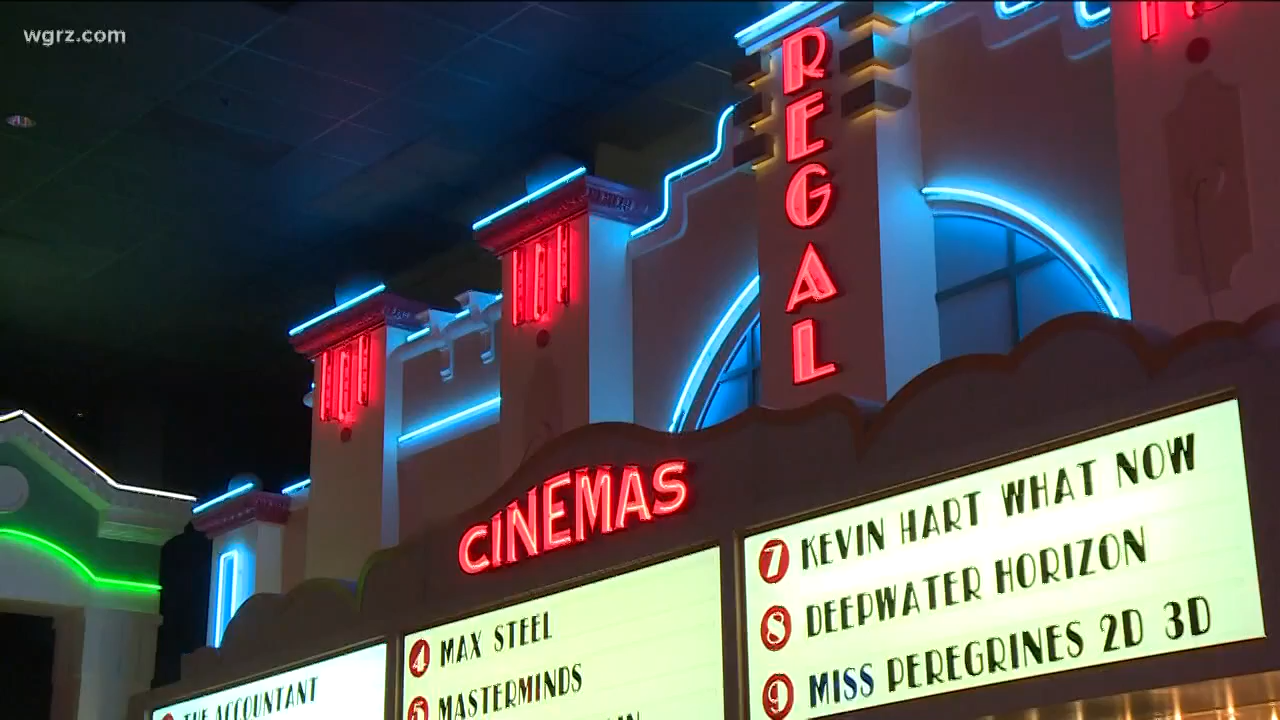 wgrz.com
REGAL
CINEMAS
THE ACCOUNTANT
4 MAX STEEL
5 MASTERMINDS
7 KEVIN HART WHAT NOW
8 DEEPWATER HORIZON
9 MISS PEREGRINES 2D 3D